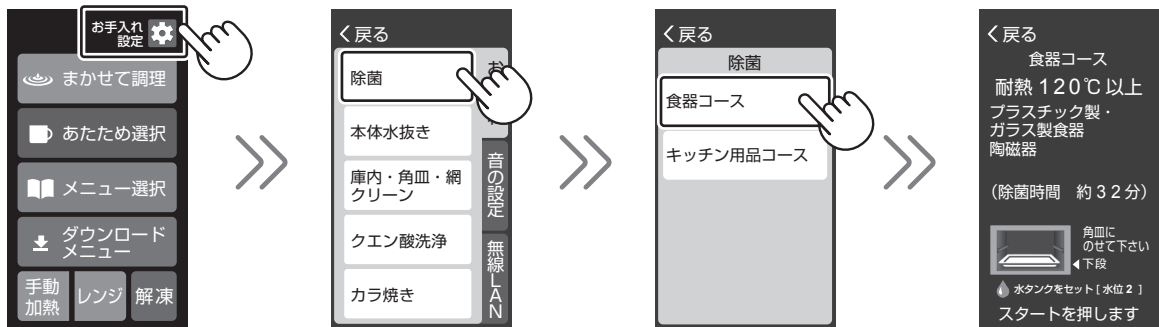 お手入れ
設定
まかせて調理
あたため選択
メニュー選択
ダウンロード
メニュー
手動
加熱
レンジ
解凍
戻る
除菌
本体水抜き
庫内・角皿・網
クリーン
クエン酸洗浄
カラ焼き
お
音の設定
無線LAN
戻る
除菌
食器コース
キッチン用品コース
戻る
食器コース
耐熱120℃以上
プラスチック製・
ガラス製食器
陶磁器
(除菌時間 約32分)
角皿に
のせて下さい
下段
水タンクをセット[水位2]
スタートを押します